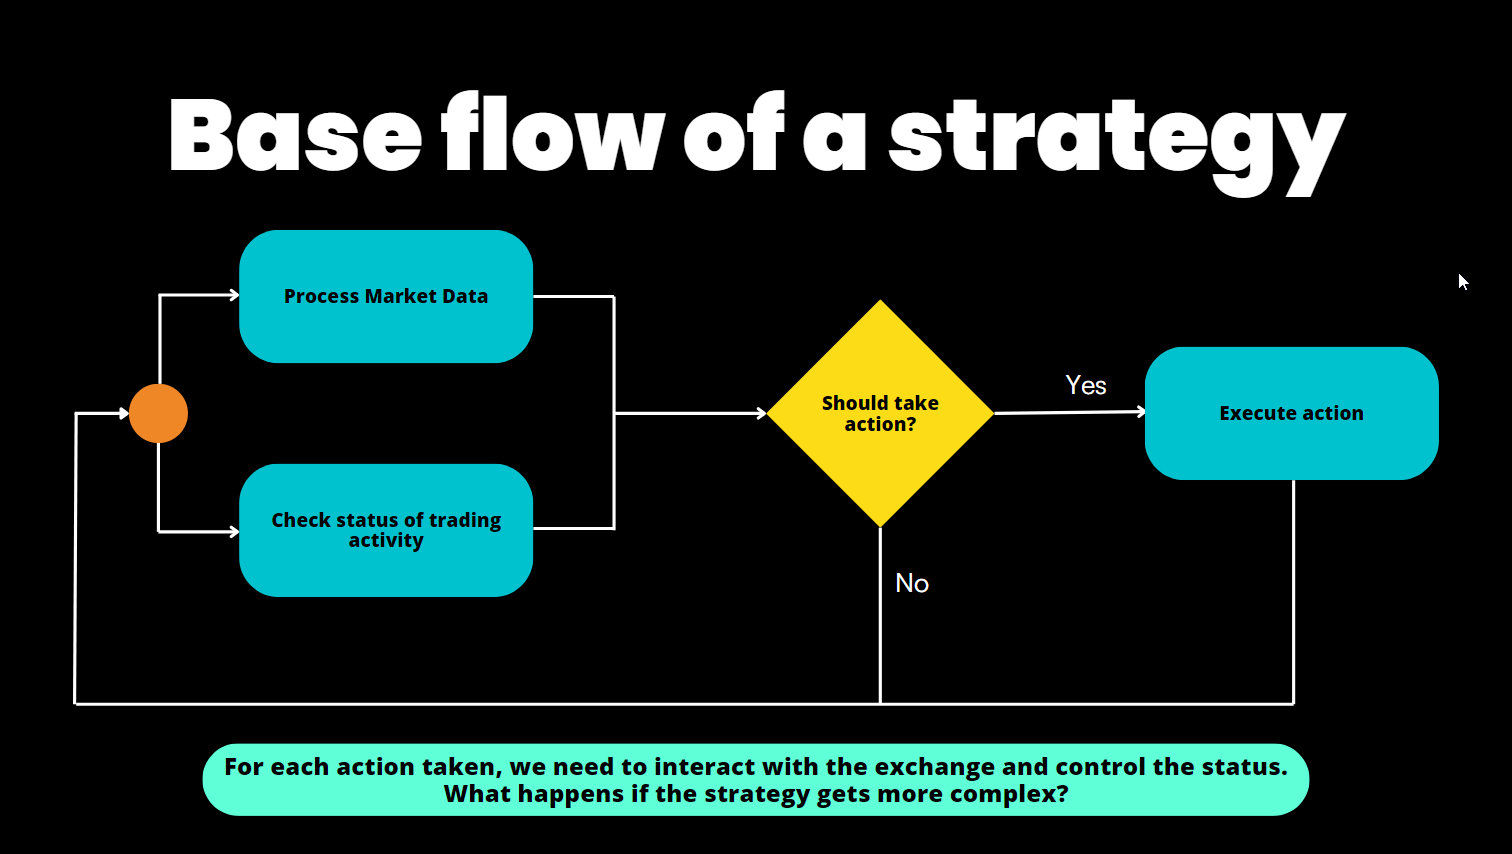 Base flow of a strategy
Process Market Data
Check status of trading
activity
Should take
action?
Yes
No
Execute action
For each action taken, we need to interact with the exchange and control the status.
What happens if the strategy gets more complex?